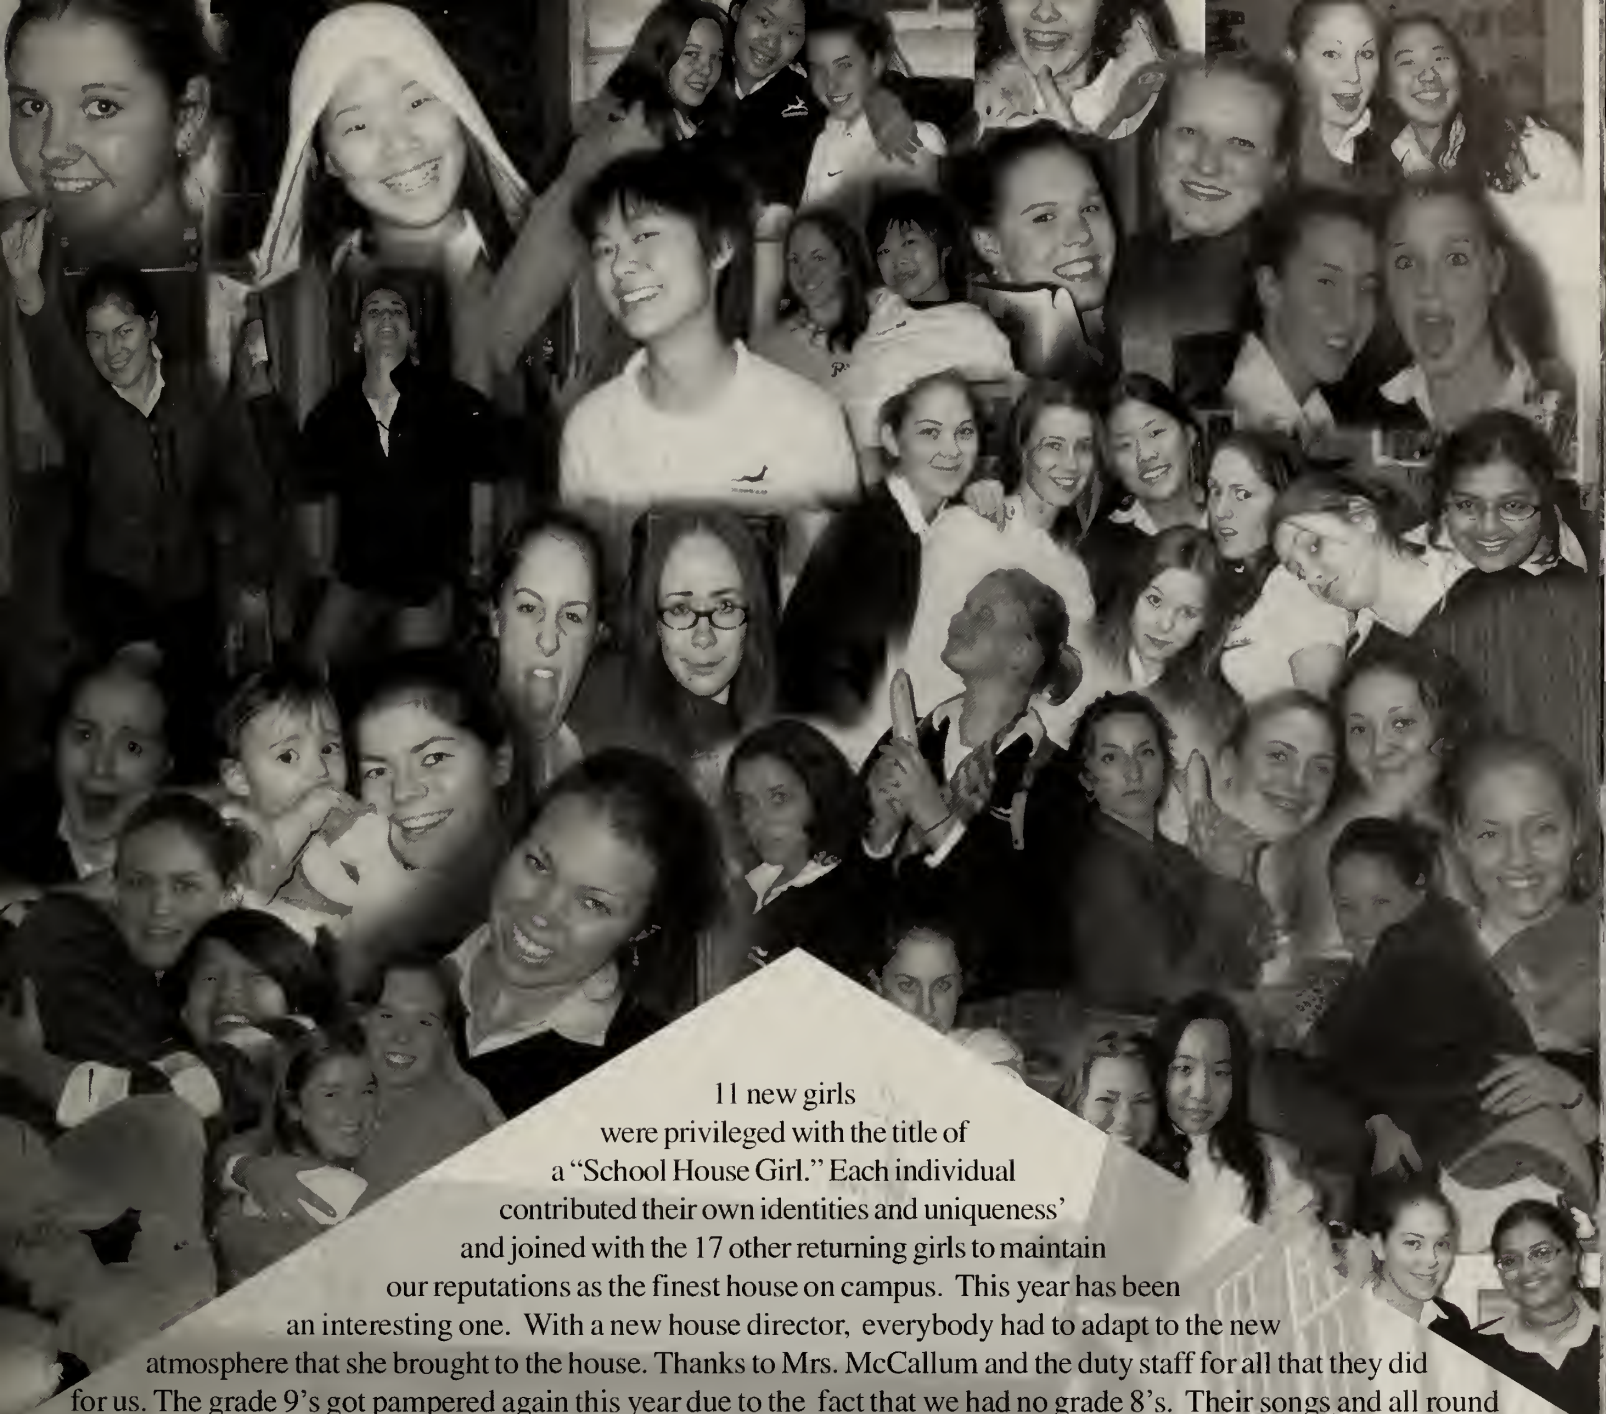 11 new girls
were privileged with the title of
a “School House Girl.” Each individual
contributed their own identities and uniqueness’
and joined with the 17 other returning girls to maintain
our reputations as the finest house on campus.  This year has been
an interesting one.  With a new house director,  everybody had to adapt to the new
atmosphere that she brought to the house. Thanks to Mrs. McCallum and the duty staff for all that they did
for us. The grade 9’s got pampered again this year due to the  fact that we had no grade 8’s.  Their songs and all round